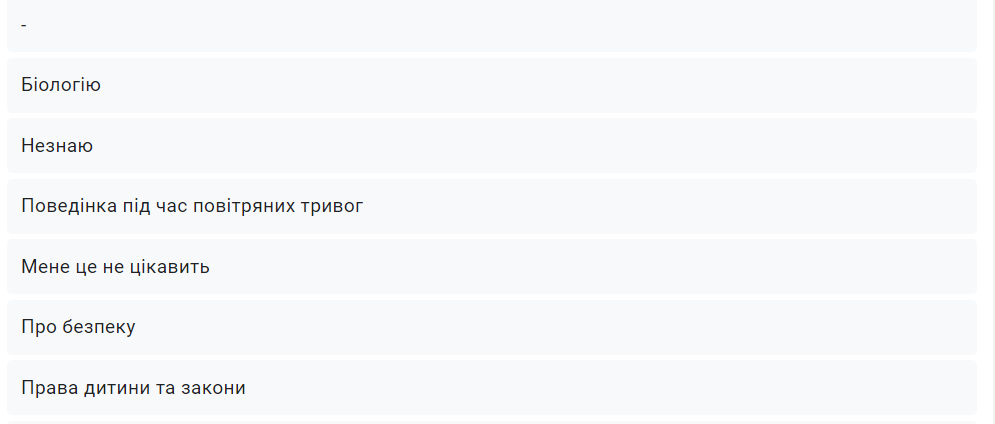 -
Біологію
Незнаю
Поведінка під час повітряних тривог
Мене це не цікавить
Про безпеку
Права дитини та закони